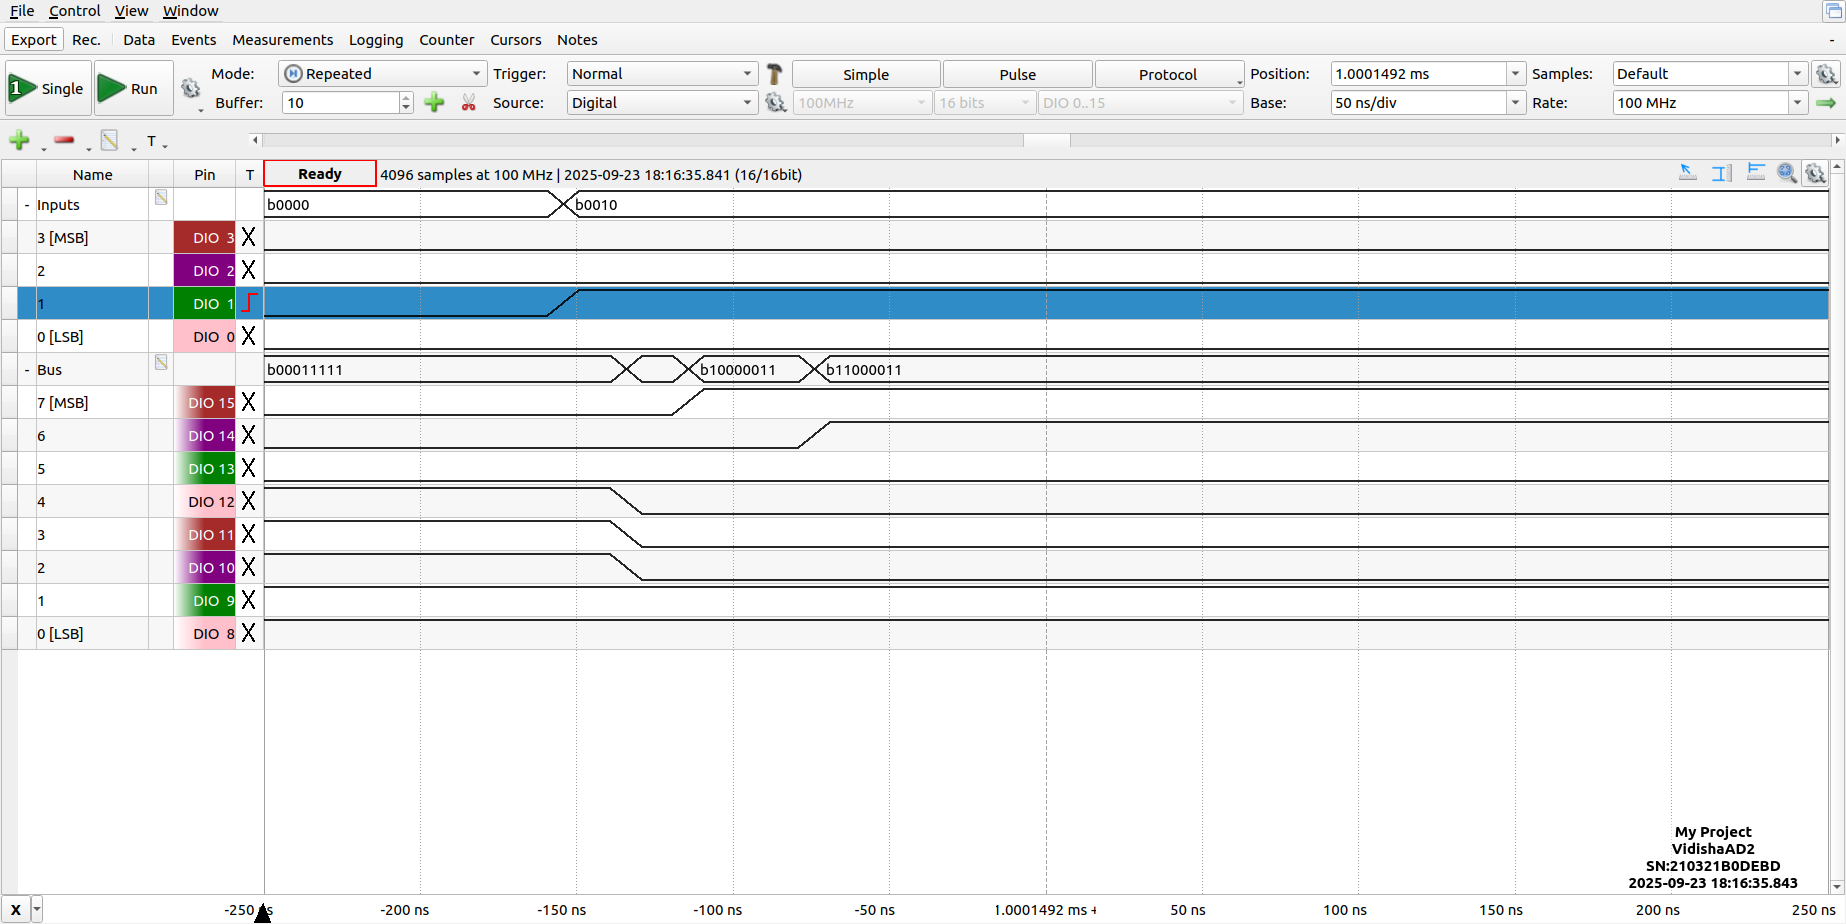 File Control View Window
Export Rec. Data Events Measurements Logging Counter Cursors Notes -
1 Single Run Mode: Repeated Trigger: Normal Simple Pulse Protocol Position: 1.0001492 ms Samples: Default
Buffer: 10 Source: Digital 100MHz 16 bits DIO 0..15 Base: 50 ns/div Rate: 100 MHz
T
Name Pin T Ready 4096 samples at 100 MHz | 2025-09-23 18:16:35.841 (16/16bit)
- Inputs b0000 b0010
3 [MSB] DIO 3 X
2 DIO 2 X
1 DIO 1
0 [LSB] DIO 0 X
- Bus b00011111 b10000011 b11000011
7 [MSB] DIO 15 X
6 DIO 14 X
5 DIO 13 X
4 DIO 12 X
3 DIO 11 X
2 DIO 10 X
1 DIO 9 X
0 [LSB] DIO 8 X
My Project
VidishaAD2
SN:210321B0DEBD
2025-09-23 18:16:35.843
X -250 ns -200 ns -150 ns -100 ns -50 ns 1.0001492 ms + 50 ns 100 ns 150 ns 200 ns 250 ns